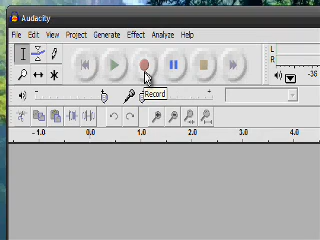 Audacity
File Edit View Project Generate Effect Analyze Help
L
R
Record
- 1.0 0.0 1.0 2.0 3.0 4.0